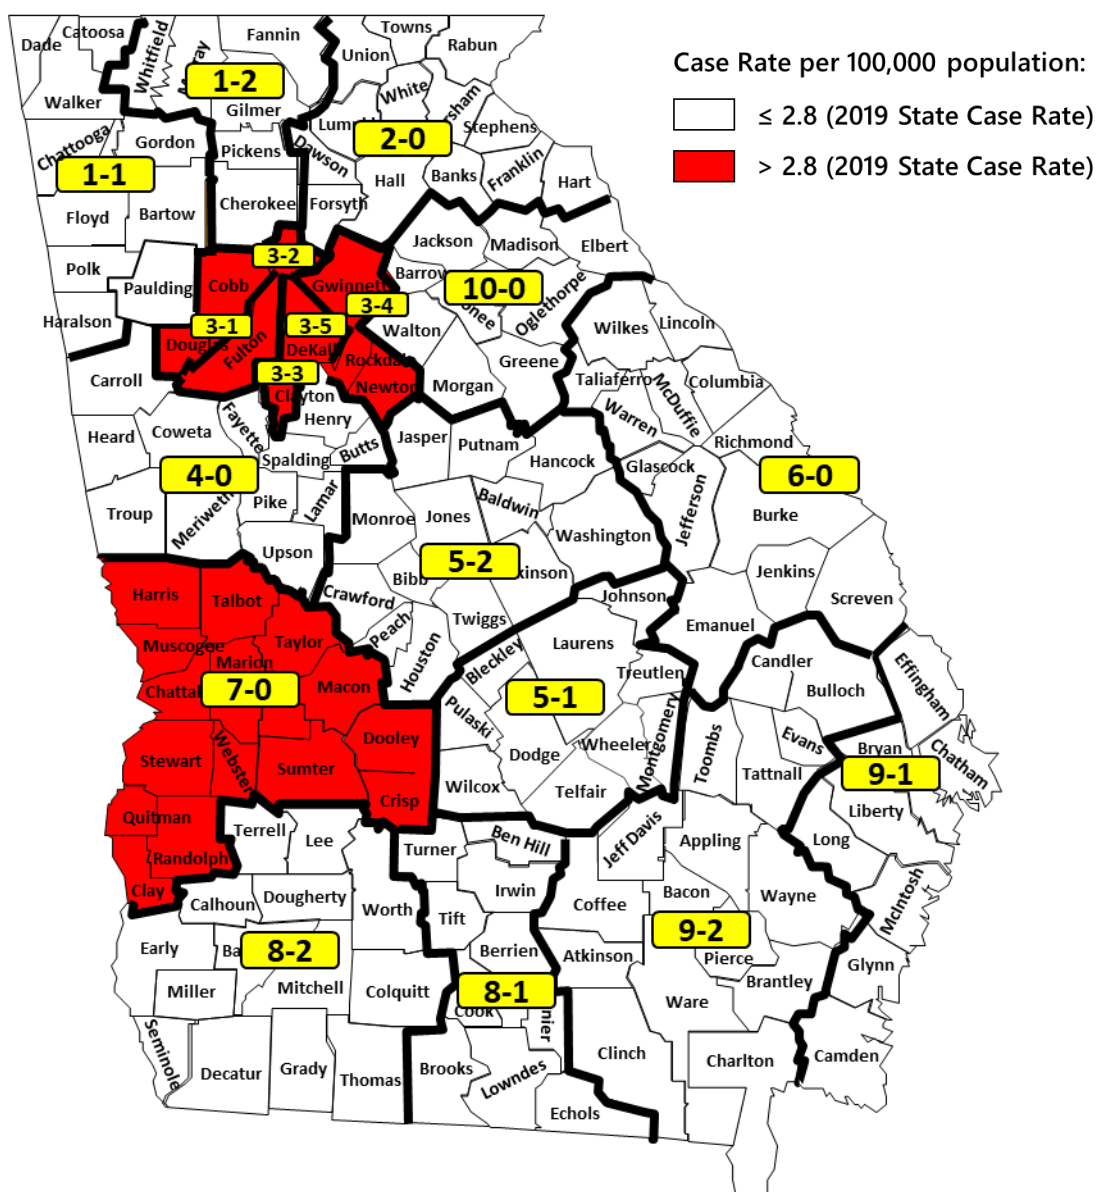 Case Rate per 100,000 population:
≤ 2.8 (2019 State Case Rate)
> 2.8 (2019 State Case Rate)
Dade
Catoosa
Whitfield
Fannin
Union
Towns
Rabun
Walker
1-2
Gilmer
White
Stephens
Chattooga
Gordon
Pickens
Dawson
2-0
1-1
Hall
Banks
Franklin
Hart
Floyd
Bartow
Cherokee
Forsyth
Jackson
Madison
Elbert
Polk
Paulding
Cobb
3-2
Gwinnett
Barrow
10-0
Oglethorpe
Haralson
3-1
3-5
3-4
Walton
Wilkes
Lincoln
Douglas
Fulton
DeKalb
Rockdale
Greene
Carroll
3-3
Clayton
Newton
Morgan
Taliaferro
McDuffie
Columbia
Heard
Coweta
Fayette
Henry
Spalding
Butts
Jasper
Putnam
Hancock
Warren
Richmond
Glascock
4-0
6-0
Troup
Meriweth
Pike
Lamar
Monroe
Jones
Baldwin
Washington
Jefferson
Burke
Upson
5-2
Bibb
kinson
Jenkins
Screven
Harris
Talbot
Crawford
Peach
Twiggs
Johnson
Emanuel
Muscogee
Taylor
Marion
Houston
Bleckley
Laurens
Treutlen
Candler
Bulloch
Effingham
Chattah
7-0
Macon
Pulaski
5-1
Montgomery
Toombs
Evans
Bryan
Chatham
Stewart
Webster
Sumter
Dooley
Dodge
Wheeler
Tattnall
9-1
Crisp
Wilcox
Telfair
Liberty
Quitman
Terrell
Lee
Turner
Ben Hill
Jeff Davis
Appling
Long
Randolph
Clay
Calhoun
Dougherty
Worth
Tift
Irwin
Coffee
Bacon
Wayne
McIntosh
Early
Ba
8-2
Berrien
Atkinson
9-2
Pierce
Brantley
Glynn
Miller
Mitchell
Colquitt
8-1
Cook
nier
Ware
Seminole
Decatur
Grady
Thomas
Brooks
Lowndes
Clinch
Echols
Charlton
Camden